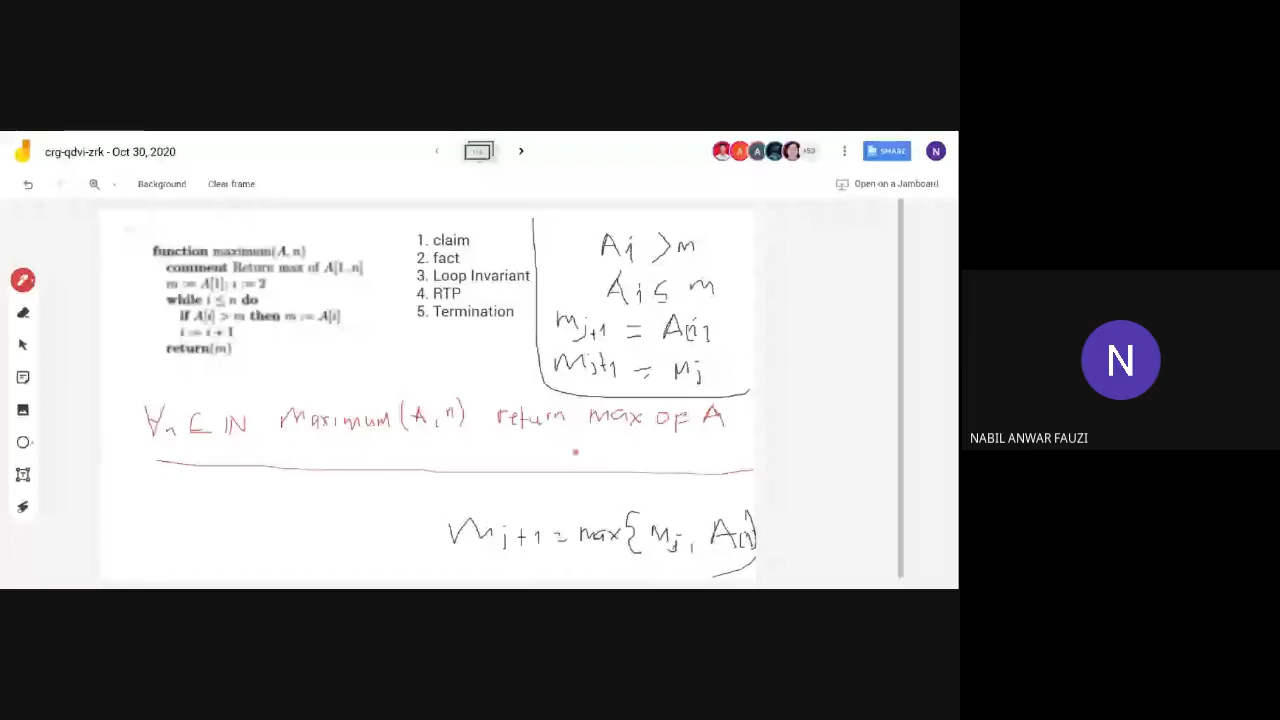 crg-qdvi-zrk - Oct 30, 2020
+50
SHARE
N
Background
Clear frame
Open on a Jamboard
function maximum(A, n)
comment Return max of A[1..n]
m := A[1]; i := 2
while i ≤ n do
if A[i] > m then m := A[i]
i := i + 1
return(m)
1. claim
2. fact
3. Loop Invariant
4. RTP
5. Termination
Ai > m
Ai ≤ m
mj+1 = A[i]
mj+1 = mj
∀n ∈ IN Maximum(A, n) return max of A
mj+1 = max{mj, A[i]}
N
NABIL ANWAR FAUZI